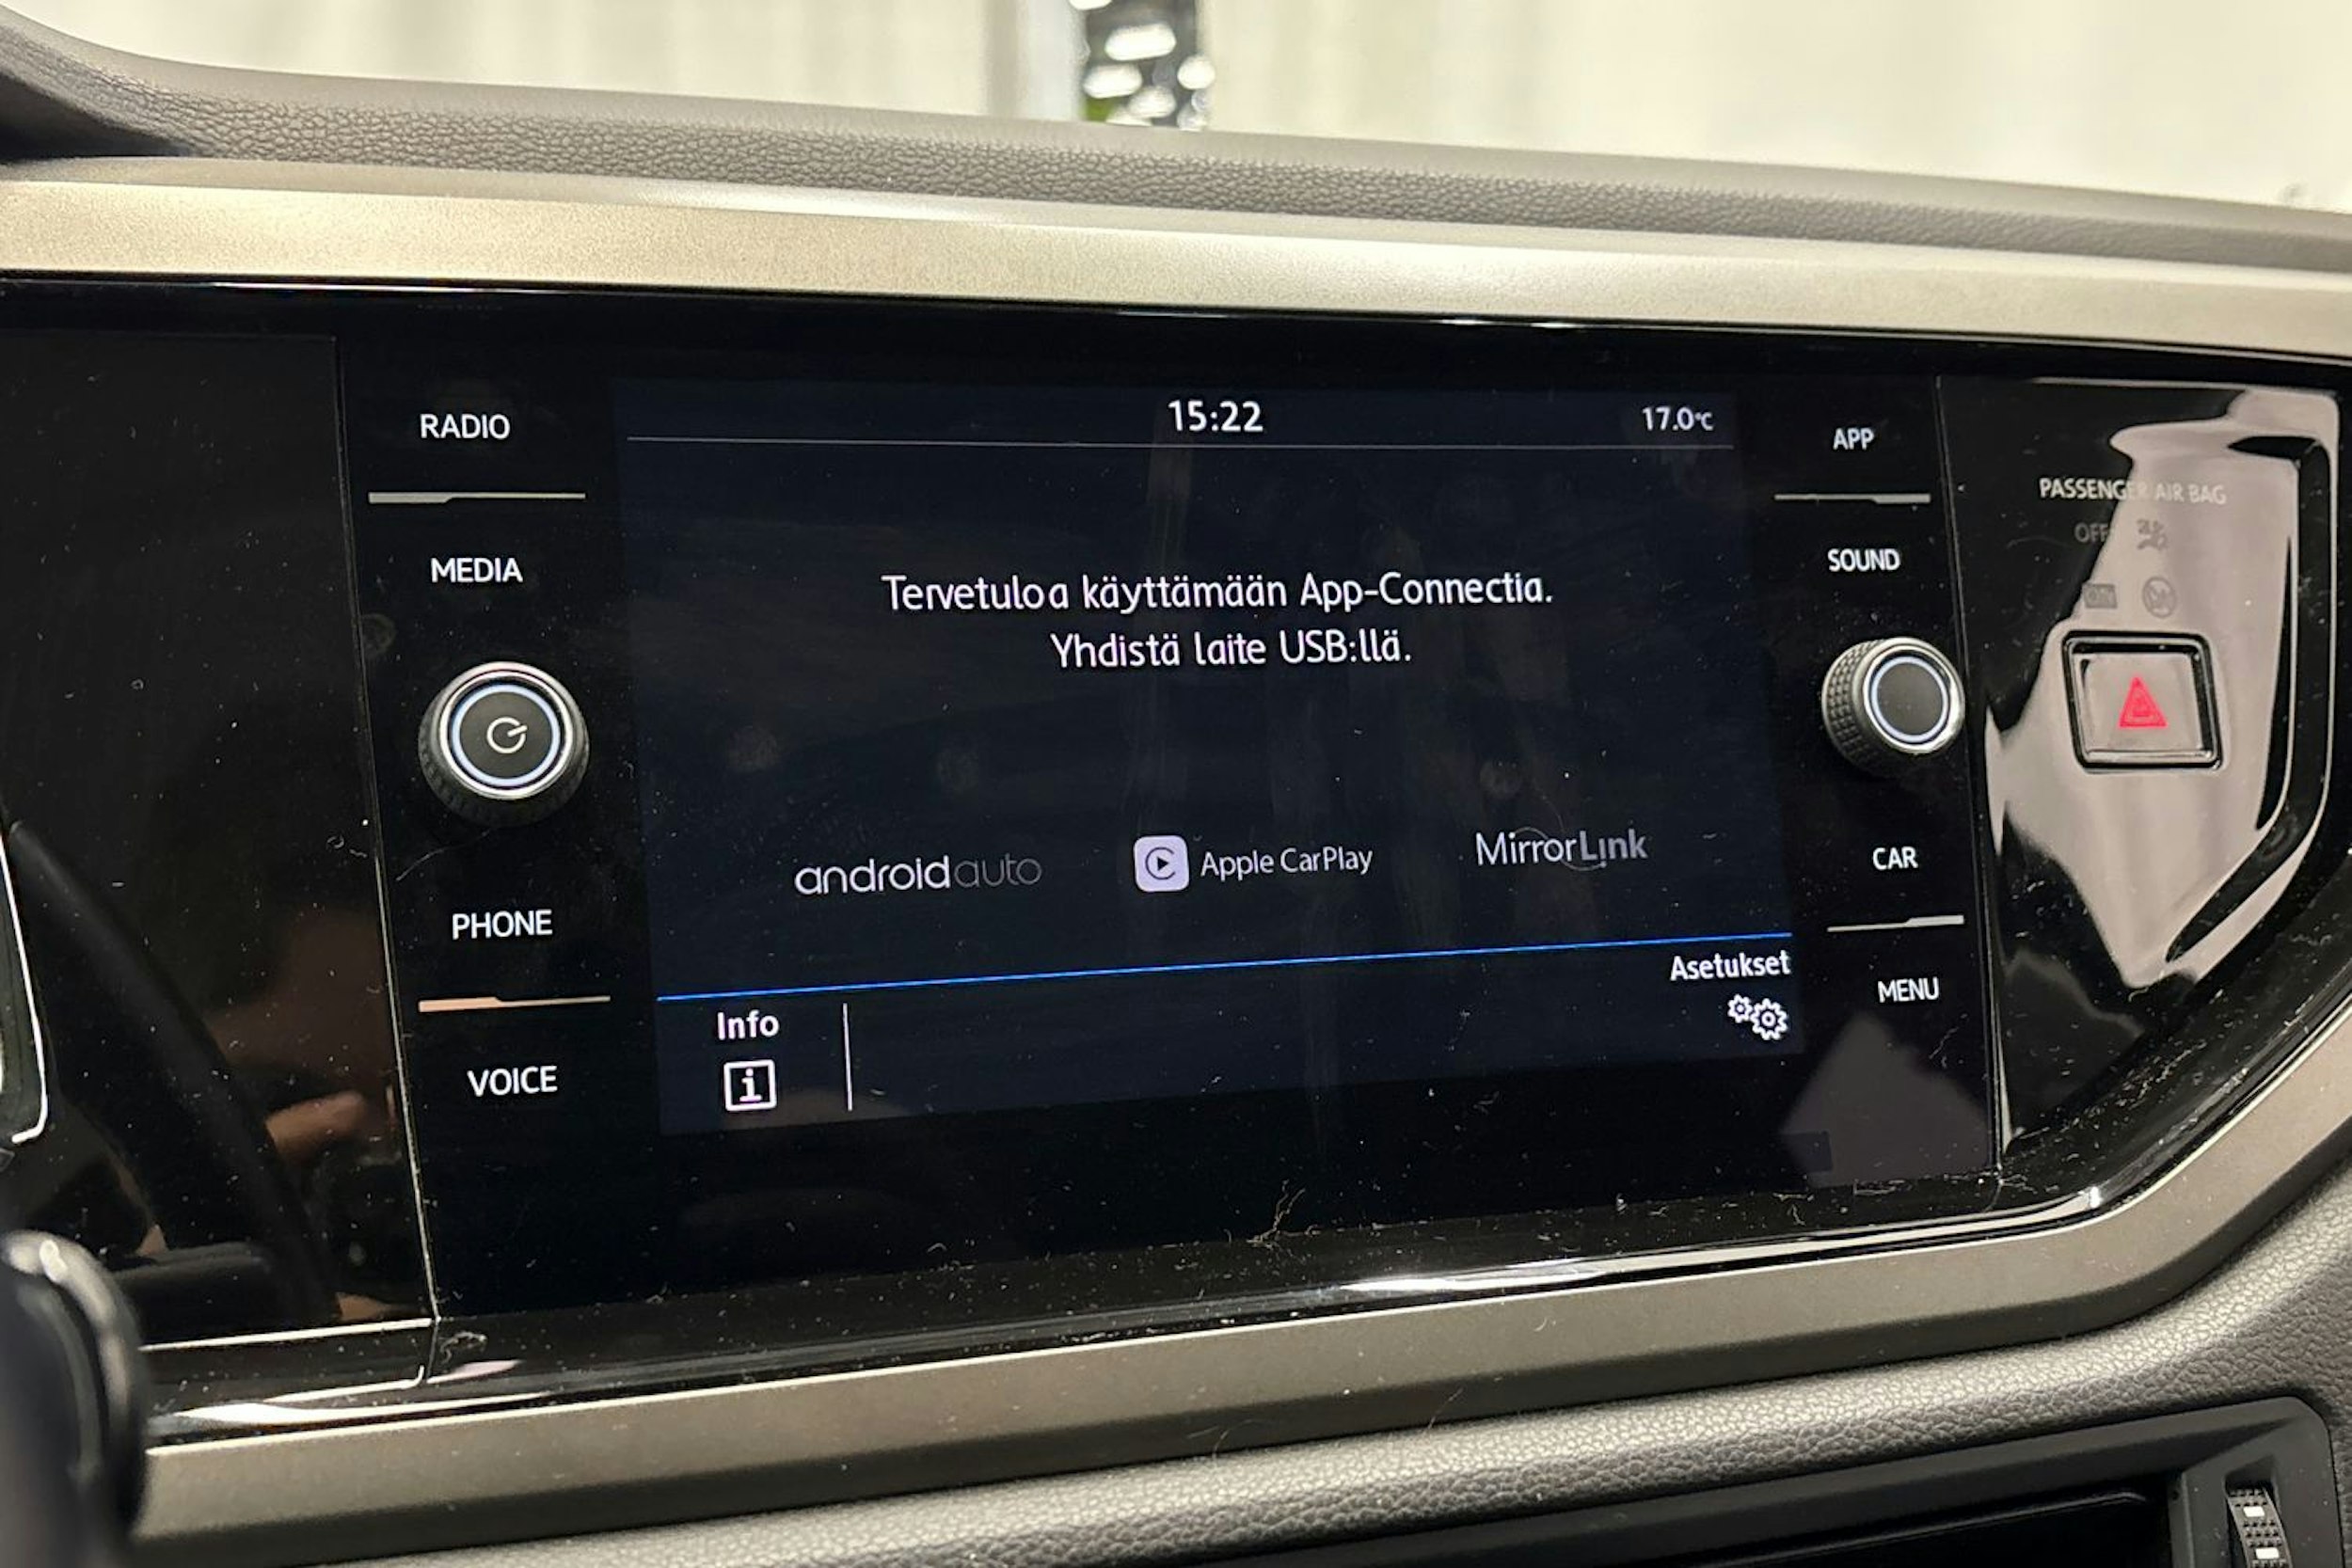 RADIO
MEDIA
PHONE
VOICE
15:22
17.0°C
Tervetuloa käyttämään App-Connectia.
Yhdistä laite USB:llä.
androidauto
Apple CarPlay
MirrorLink
Info
Asetukset
APP
SOUND
CAR
MENU
PASSENGER AIR BAG
OFF
ON